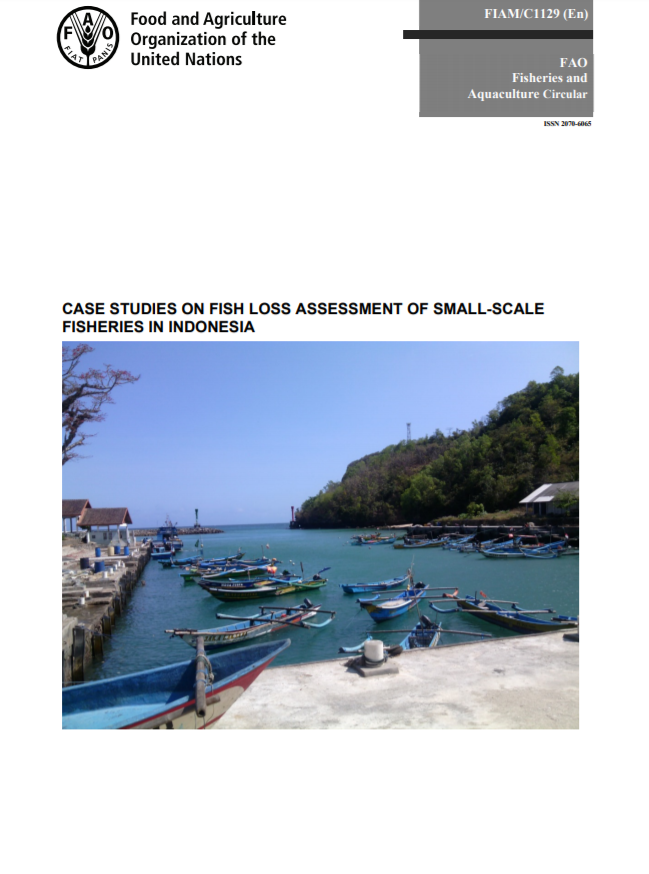 F A O
FIAT PANIS
Food and Agriculture
Organization of the
United Nations
FIAM/C1129 (En)
FAO
Fisheries and
Aquaculture Circular
ISSN 2070-6065
CASE STUDIES ON FISH LOSS ASSESSMENT OF SMALL-SCALE
FISHERIES IN INDONESIA